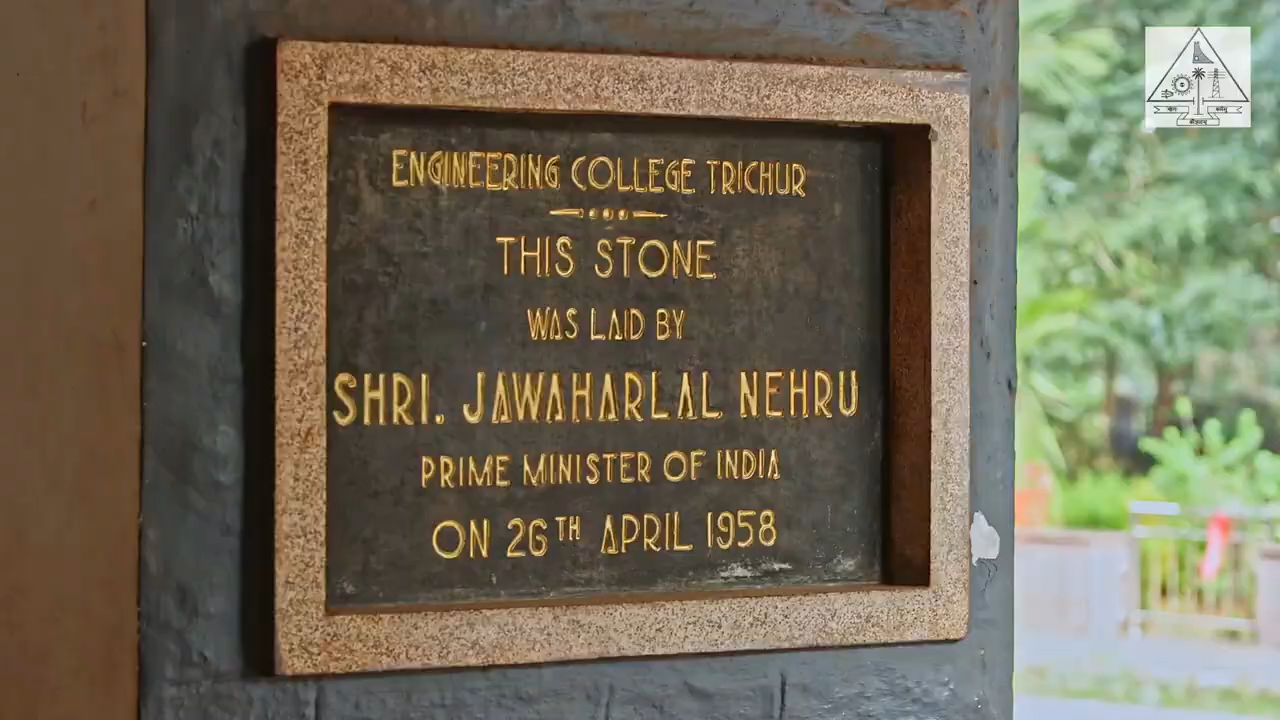 ENGINEERING COLLEGE TRICHUR
THIS STONE
WAS LAID BY
SHRI. JAWAHARLAL NEHRU
PRIME MINISTER OF INDIA
ON 26TH APRIL 1958